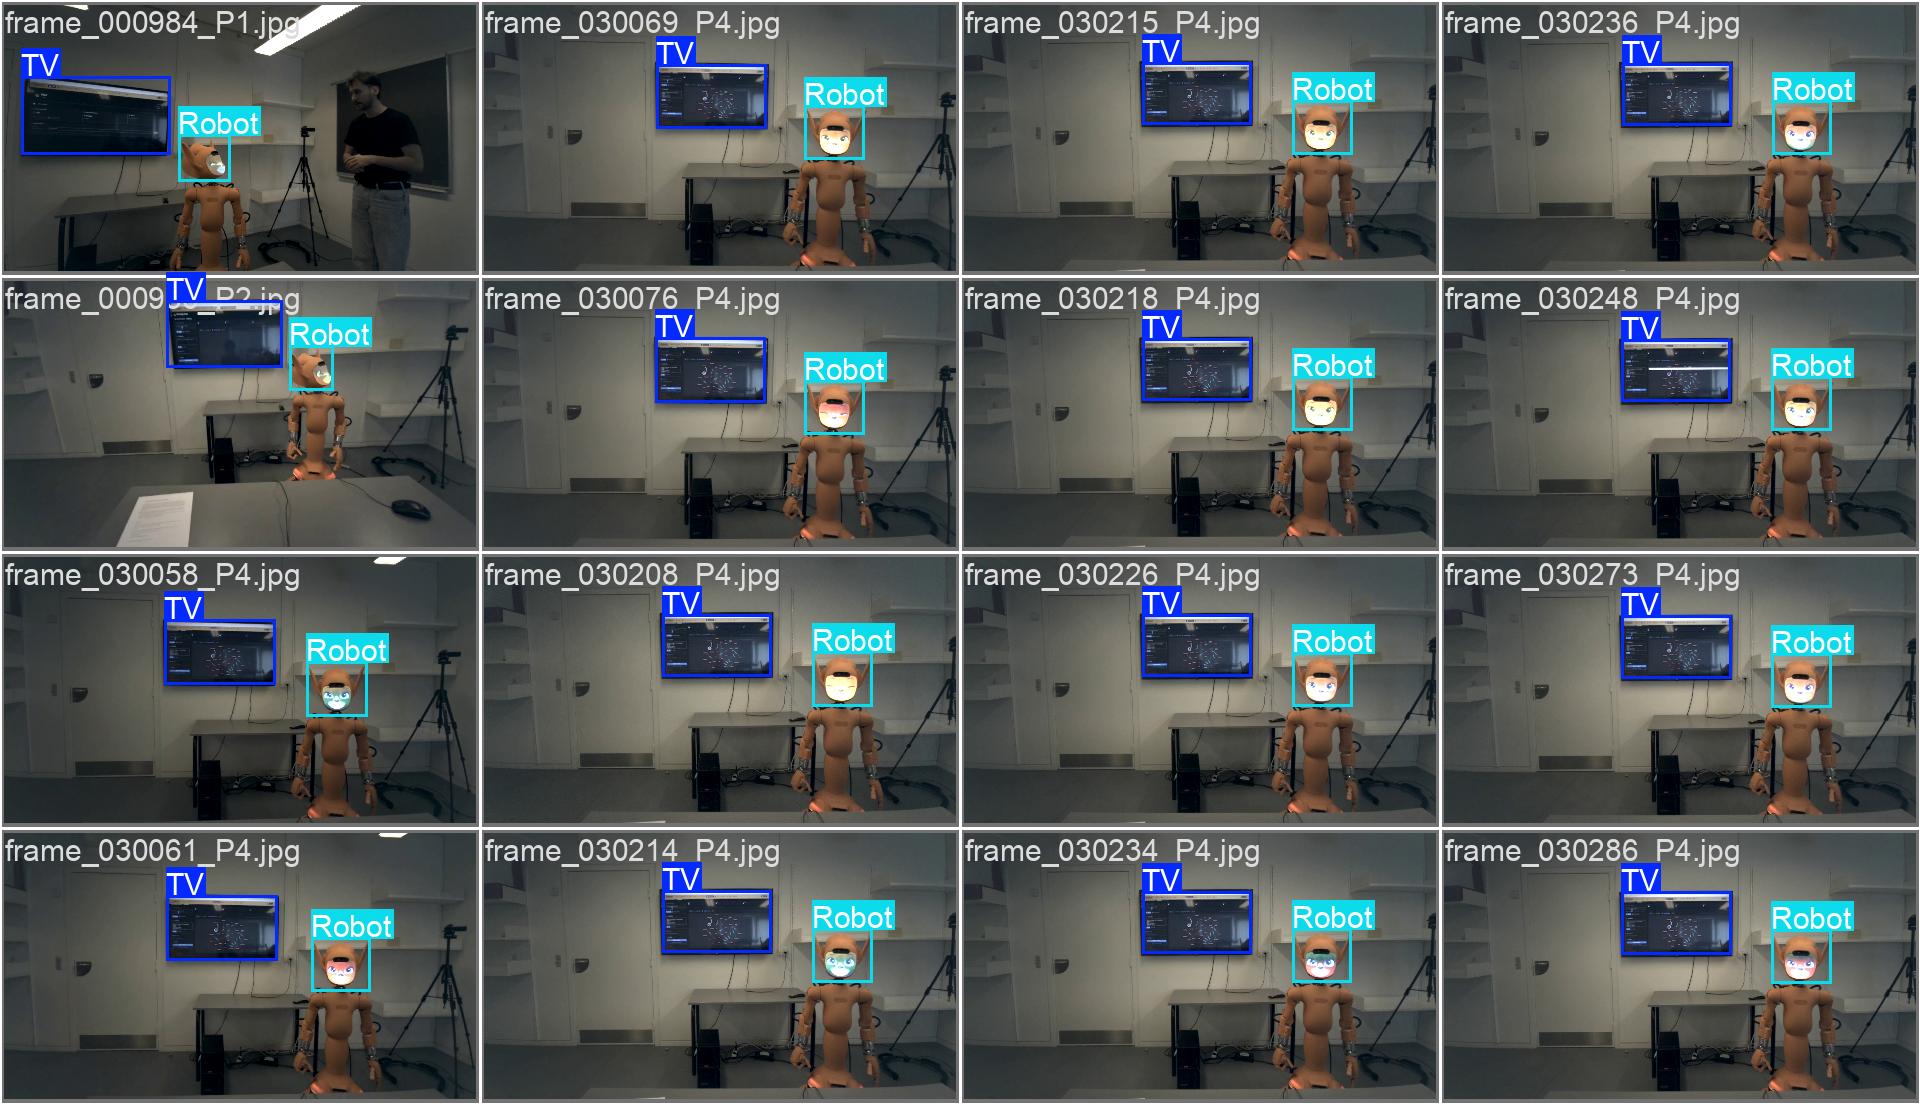 frame_000984_P1.jpg
TV
Robot
frame_030069_P4.jpg
TV
Robot
frame_030215_P4.jpg
TV
Robot
frame_030236_P4.jpg
TV
Robot
TV
Robot
frame_030076_P4.jpg
TV
Robot
frame_030218_P4.jpg
TV
Robot
frame_030248_P4.jpg
TV
Robot
frame_030058_P4.jpg
TV
Robot
frame_030208_P4.jpg
TV
Robot
frame_030226_P4.jpg
TV
Robot
frame_030273_P4.jpg
TV
Robot
frame_030061_P4.jpg
TV
Robot
frame_030214_P4.jpg
TV
Robot
frame_030234_P4.jpg
TV
Robot
frame_030286_P4.jpg
TV
Robot